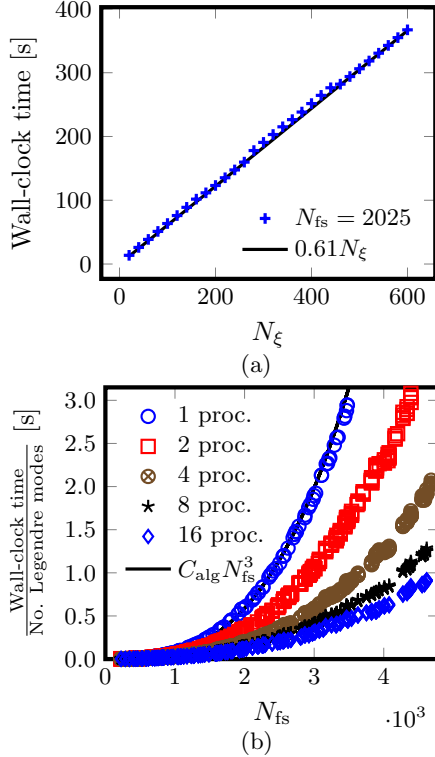 400
300
200
100
0
Wall-clock time [s]
N_fs = 2025
0.61N_ξ
0 200 400 600
N_ξ
(a)
3.0
2.5
2.0
1.5
1.0
0.5
0.0
Wall-clock time
No. Legendre modes
[s]
1 proc.
2 proc.
4 proc.
8 proc.
16 proc.
C_alg N_fs^3
0 1 2 3 4
N_fs
·10^3
(b)